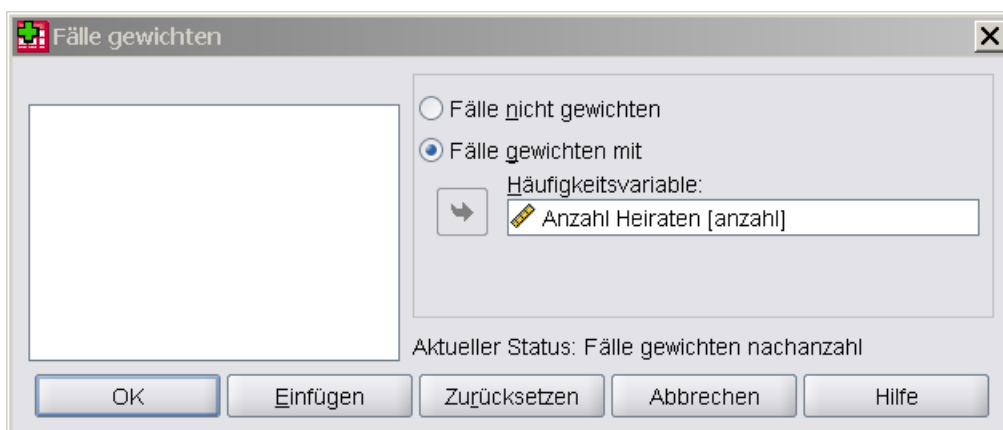 Fälle gewichten
Fälle nicht gewichten
Fälle gewichten mit
Häufigkeitsvariable:
Anzahl Heiraten [anzahl]
Aktueller Status: Fälle gewichten nachanzahl
OK
Einfügen
Zurücksetzen
Abbrechen
Hilfe